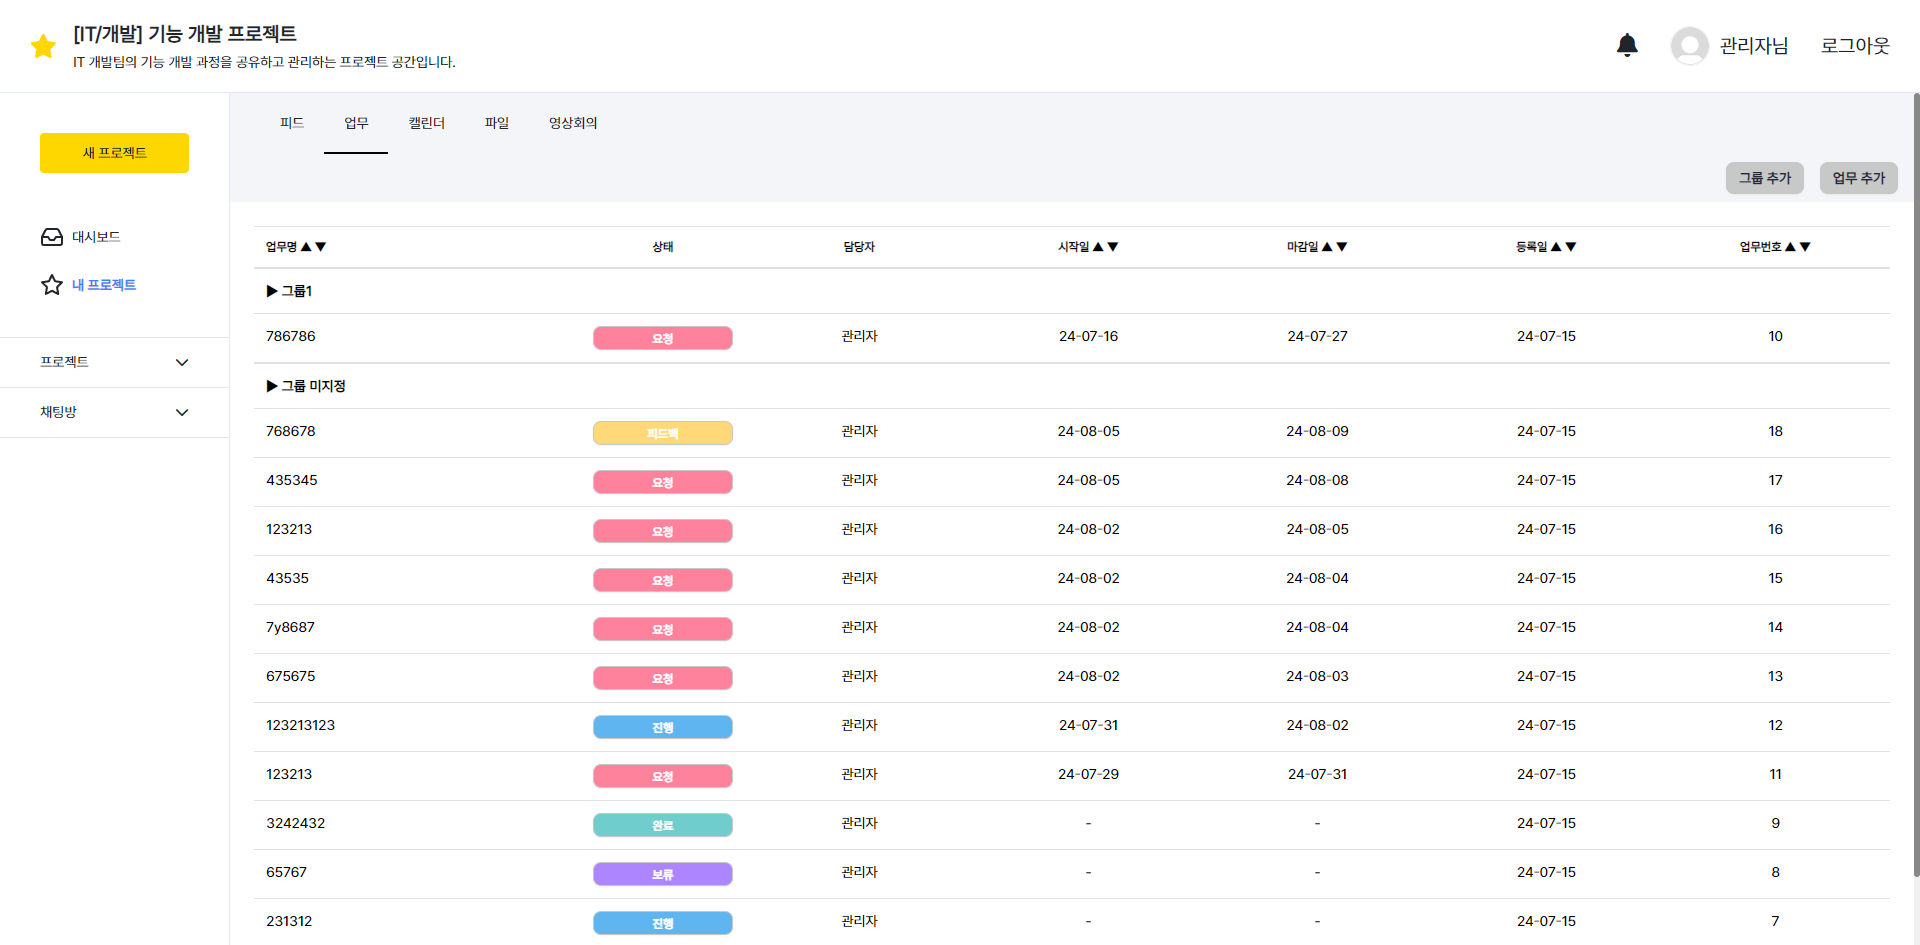 [IT/개발] 기능 개발 프로젝트
IT 개발팀의 기능 개발 과정을 공유하고 관리하는 프로젝트 공간입니다.
관리자님
로그아웃
새 프로젝트
대시보드
내 프로젝트
프로젝트
채팅방
피드 업무 캘린더 파일 영상회의
그룹 추가 업무 추가
업무명▲▼ 상태 담당자 시작일▲▼ 마감일▲▼ 등록일▲▼ 업무번호▲▼
▶ 그룹1
786786 요청 관리자 24-07-16 24-07-27 24-07-15 10
▶ 그룹 미지정
768678 피드백 관리자 24-08-05 24-08-09 24-07-15 18
435345 요청 관리자 24-08-05 24-08-08 24-07-15 17
123213 요청 관리자 24-08-02 24-08-05 24-07-15 16
43535 요청 관리자 24-08-02 24-08-04 24-07-15 15
7y8687 요청 관리자 24-08-02 24-08-04 24-07-15 14
675675 요청 관리자 24-08-02 24-08-03 24-07-15 13
123213123 진행 관리자 24-07-31 24-08-02 24-07-15 12
123213 요청 관리자 24-07-29 24-07-31 24-07-15 11
3242432 완료 관리자 - - 24-07-15 9
65767 보류 관리자 - - 24-07-15 8
231312 진행 관리자 - - 24-07-15 7